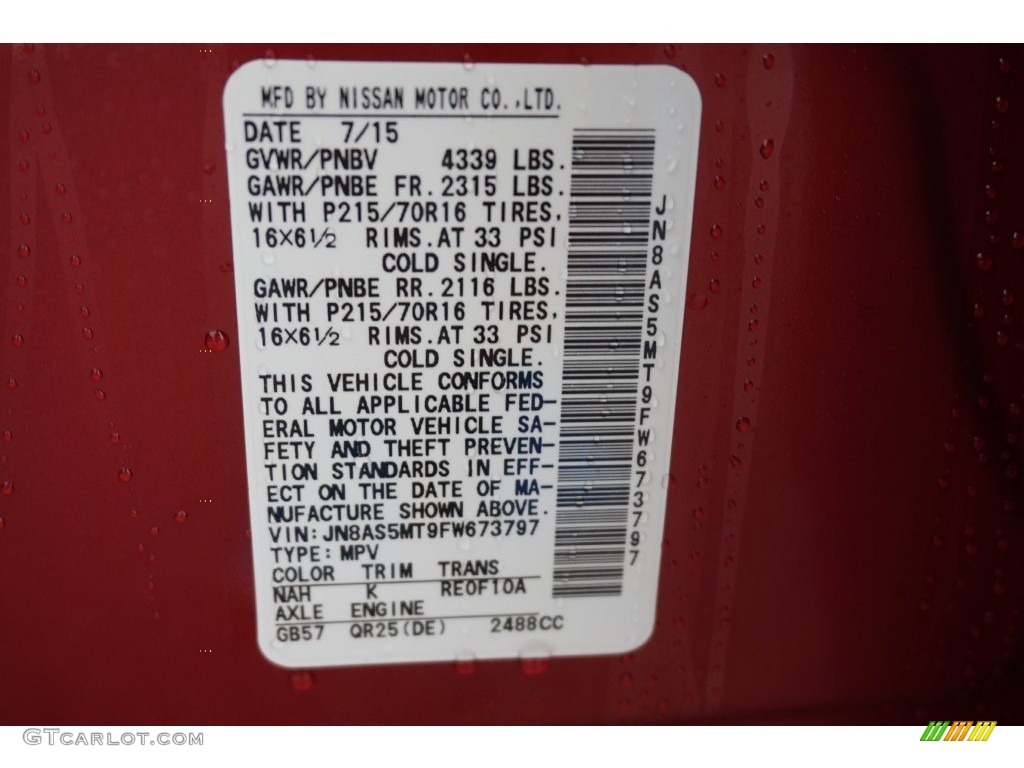 MFD BY NISSAN MOTOR CO.,LTD.
DATE 7/15
GVWR/PNBV 4339 LBS.
GAWR/PNBE FR.2315 LBS.
WITH P215/70R16 TIRES,
16×6½ RIMS.AT 33 PSI
COLD SINGLE.
GAWR/PNBE RR.2116 LBS.
WITH P215/70R16 TIRES,
16×6½ RIMS.AT 33 PSI
COLD SINGLE.
THIS VEHICLE CONFORMS
TO ALL APPLICABLE FED-
ERAL MOTOR VEHICLE SA-
FETY AND THEFT PREVEN-
TION STANDARDS IN EFF-
ECT ON THE DATE OF MA-
NUFACTURE SHOWN ABOVE.
VIN:JN8AS5MT9FW673797
TYPE:MPV
COLOR TRIM TRANS
NAH K RE0F10A
AXLE ENGINE
GB57 QR25(DE) 2488CC
JN8AS5MT9FW673797
GTCARLOT.COM